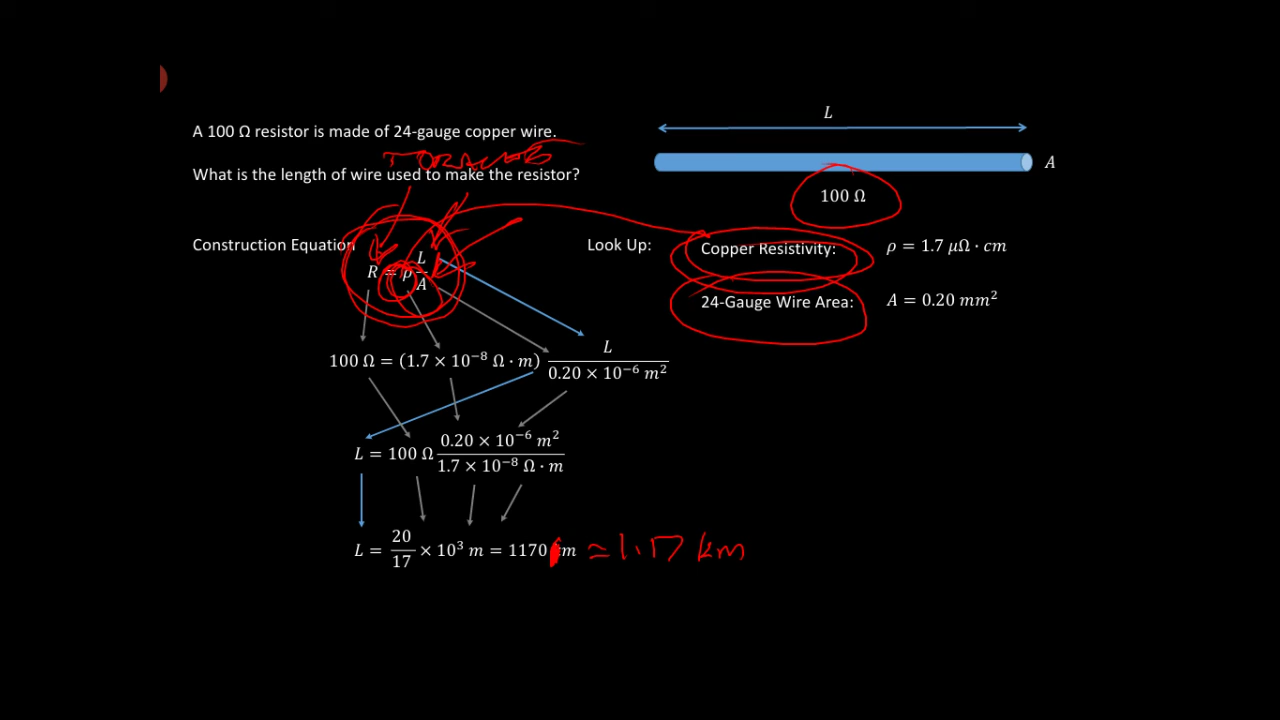 A 100 Ω resistor is made of 24-gauge copper wire.
What is the length of wire used to make the resistor?
L
A
100 Ω
Construction Equation
R = ρ L/A
Look Up:
Copper Resistivity: ρ = 1.7 μΩ · cm
24-Gauge Wire Area: A = 0.20 mm²
100 Ω = (1.7 × 10⁻⁸ Ω · m) L / 0.20 × 10⁻⁶ m²
L = 100 Ω 0.20 × 10⁻⁶ m² / 1.7 × 10⁻⁸ Ω · m
L = 20/17 × 10³ m = 1170 m ≃ 1.17 km